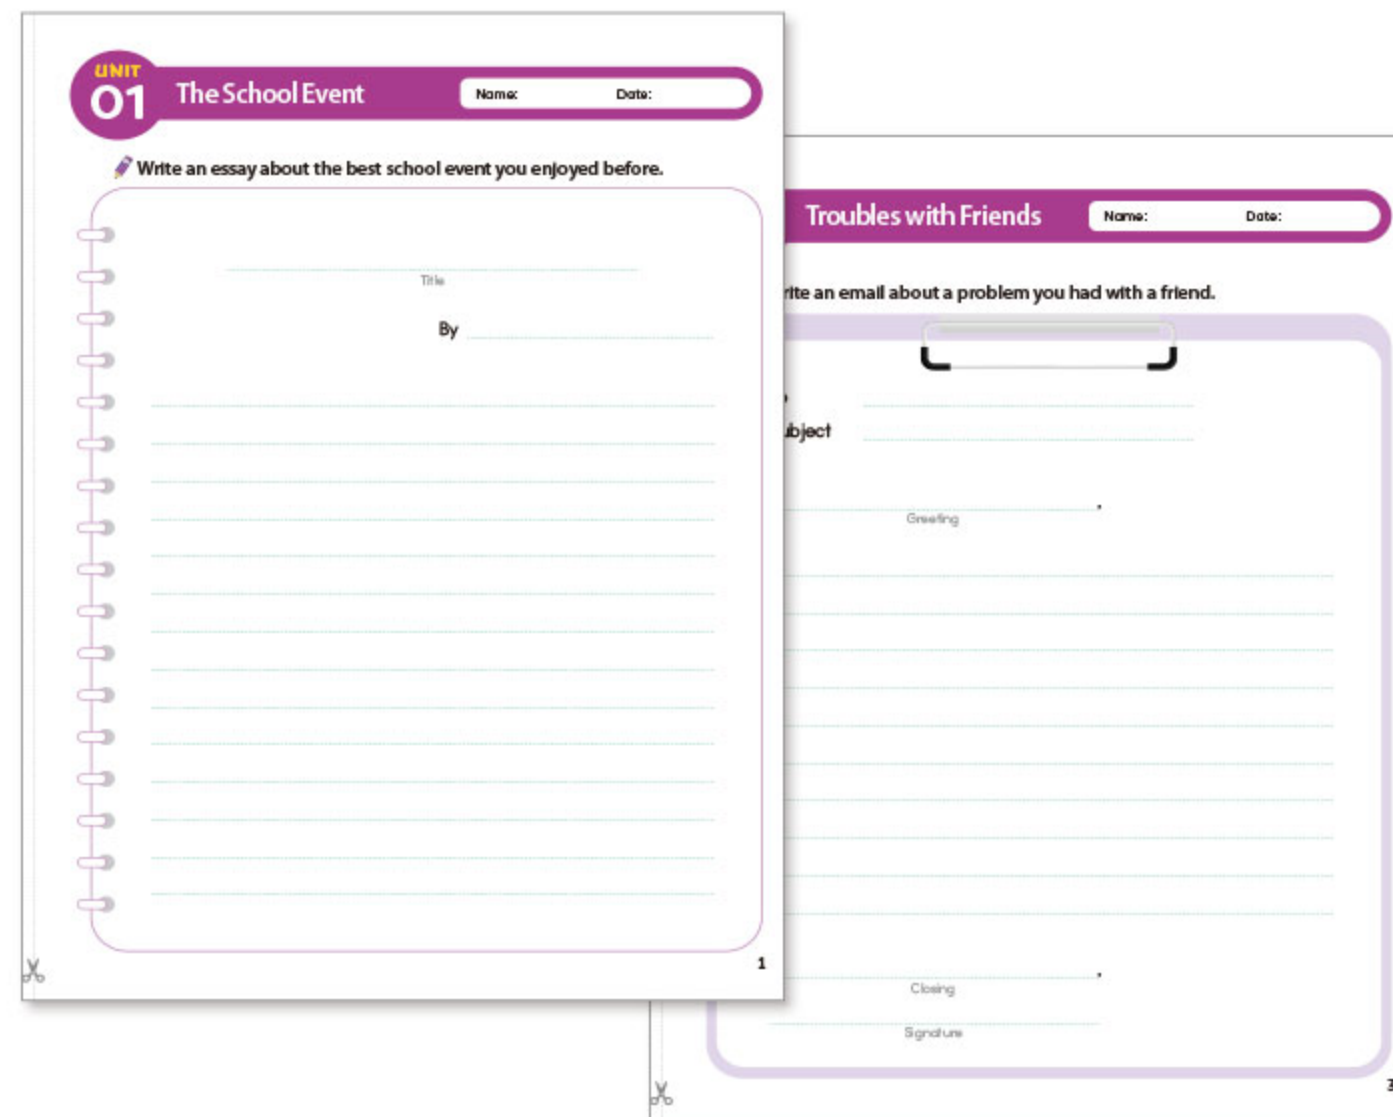 UNIT
01
The School Event
Name: Date:
Write an essay about the best school event you enjoyed before.
Title
By
1
Troubles with Friends
Name: Date:
rite an email about a problem you had with a friend.
ubject
Greeting
,
Closing
,
Signature
3